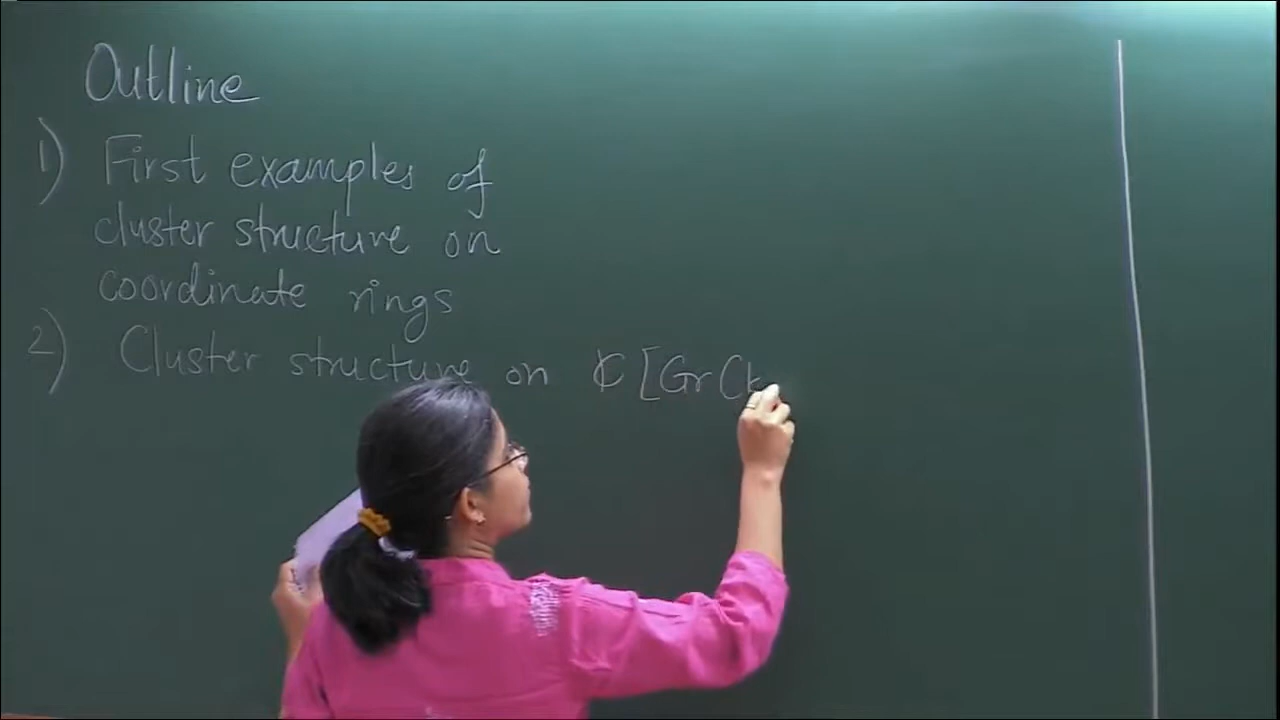 Outline
1) First examples of
cluster structure on
coordinate rings
2) Cluster structure on ℂ [Gr(k